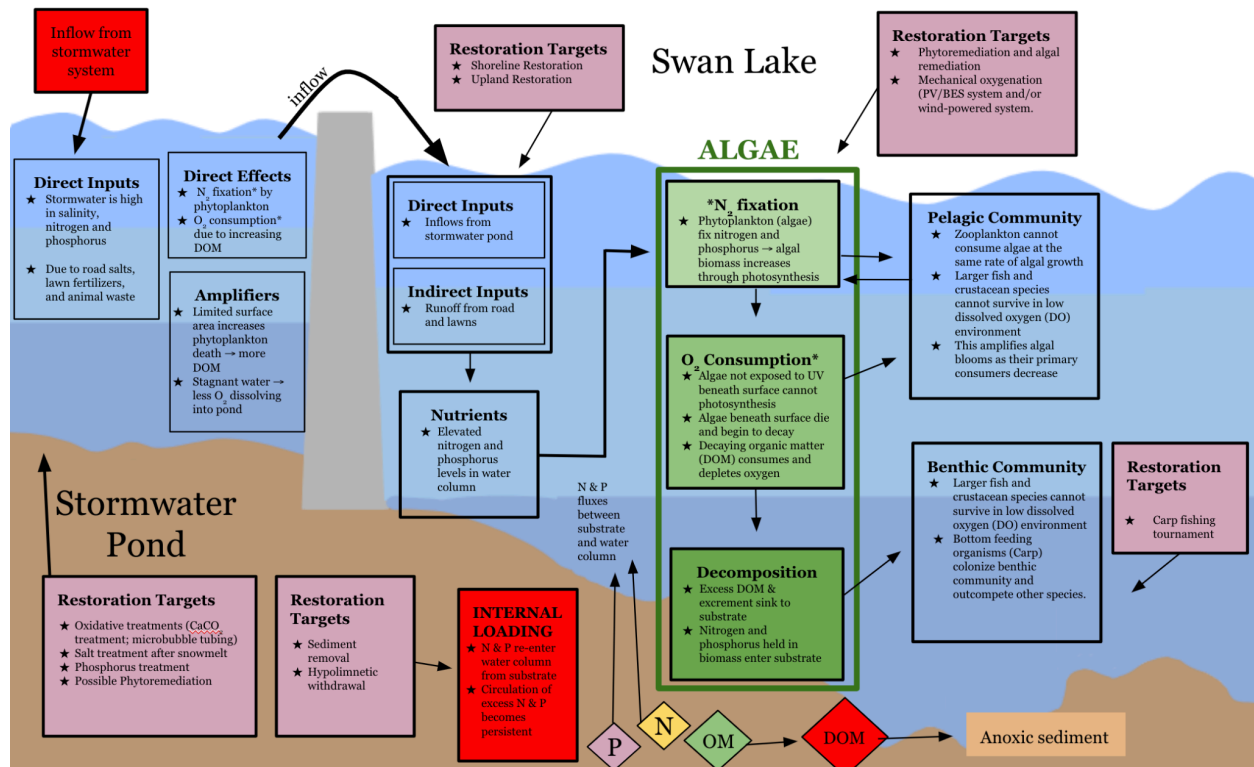 Inflow from
stormwater
system
inflow
Restoration Targets
★ Shoreline Restoration
★ Upland Restoration
Swan Lake
Restoration Targets
★ Phytoremediation and algal
remediation
★ Mechanical oxygenation
(PV/BES system and/or
wind-powered system.
Direct Inputs
★ Stormwater is high
in salinity,
nitrogen and
phosphorus
★ Due to road salts,
lawn fertilizers,
and animal waste
Direct Effects
★ N₂ fixation* by
phytoplankton
★ O₂ consumption*
due to increasing
DOM
Amplifiers
★ Limited surface
area increases
phytoplankton
death → more
DOM
★ Stagnant water →
less O₂ dissolving
into pond
Direct Inputs
★ Inflows from
stormwater pond
Indirect Inputs
★ Runoff from road
and lawns
Nutrients
★ Elevated
nitrogen and
phosphorus
levels in water
column
ALGAE
*N₂ fixation
★ Phytoplankton (algae)
fix nitrogen and
phosphorus → algal
biomass increases
through photosynthesis
O₂ Consumption*
★ Algae not exposed to UV
beneath surface cannot
photosynthesis
★ Algae beneath surface die
and begin to decay
★ Decaying organic matter
(DOM) consumes and
depletes oxygen
Decomposition
★ Excess DOM &
excrement sink to
substrate
★ Nitrogen and
phosphorus held in
biomass enter substrate
Pelagic Community
★ Zooplankton cannot
consume algae at the
same rate of algal growth
★ Larger fish and
crustacean species
cannot survive in low
dissolved oxygen (DO)
environment
★ This amplifies algal
blooms as their primary
consumers decrease
Benthic Community
★ Larger fish and
crustacean species cannot
survive in low dissolved
oxygen (DO) environment
★ Bottom feeding
organisms (Carp)
colonize benthic
community and
outcompete other species.
Restoration
Targets
★ Carp fishing
tournament
Stormwater
Pond
N & P
fluxes
between
substrate
and water
column
Restoration Targets
★ Oxidative treatments (CaCO₂
treatment; microbubble tubing)
★ Salt treatment after snowmelt
★ Phosphorus treatment
★ Possible Phytoremediation
Restoration
Targets
★ Sediment
removal
★ Hypolimnetic
withdrawal
INTERNAL
LOADING
★ N & P re-enter
water column
from substrate
★ Circulation of
excess N & P
becomes
persistent
P
N
OM
DOM
Anoxic sediment